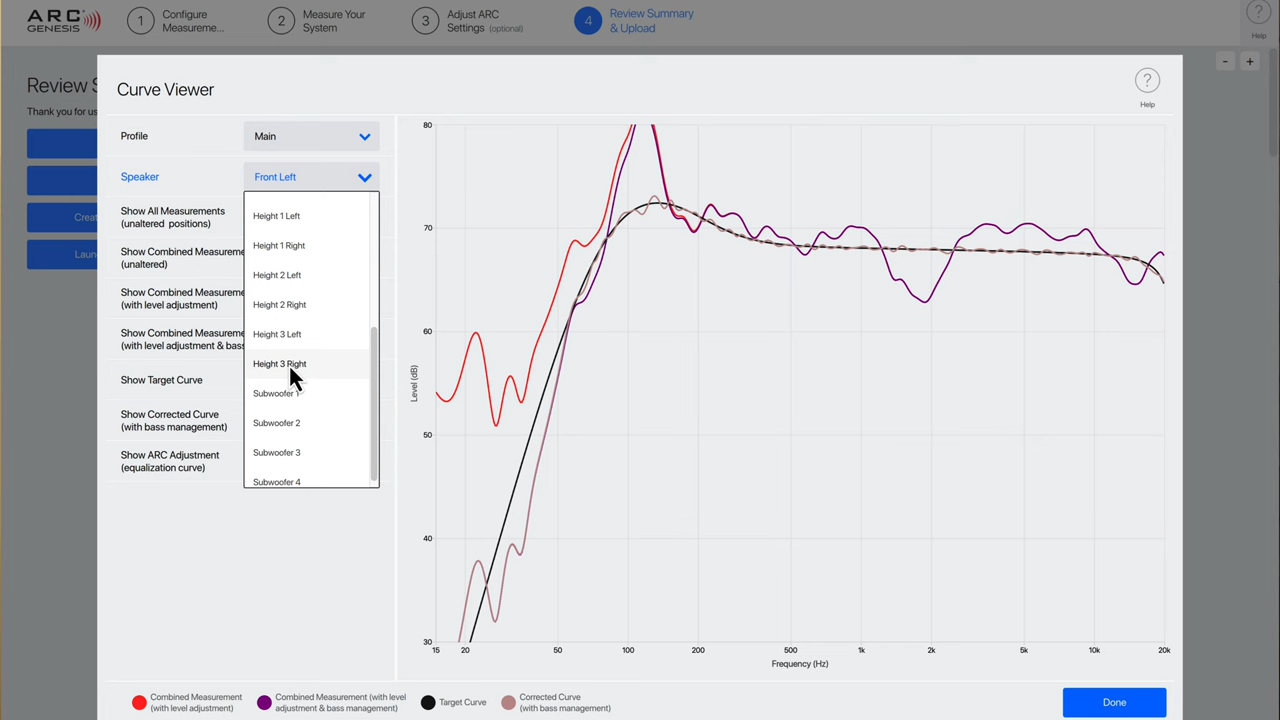 ARC
GENESIS
1
Configure
Measureme...
2
Measure Your
System
3
Adjust ARC
Settings (optional)
4
Review Summary
& Upload
?
Help
Review S
Thank you for us
Creat
Laun
-
+
Curve Viewer
?
Help
Profile
Main
Speaker
Front Left
Show All Measurements
(unaltered positions)
Show Combined Measureme
(unaltered)
Show Combined Measureme
(with level adjustment)
Show Combined Measureme
(with level adjustment & bass
Show Target Curve
Show Corrected Curve
(with bass management)
Show ARC Adjustment
(equalization curve)
Height 1 Left
Height 1 Right
Height 2 Left
Height 2 Right
Height 3 Left
Height 3 Right
Subwoofer 1
Subwoofer 2
Subwoofer 3
Subwoofer 4
Level (dB)
80
70
60
50
40
30
15
20
50
100
200
500
1k
2k
5k
10k
20k
Frequency (Hz)
Combined Measurement
(with level adjustment)
Combined Measurement (with level
adjustment & bass management)
Target Curve
Corrected Curve
(with bass management)
Done